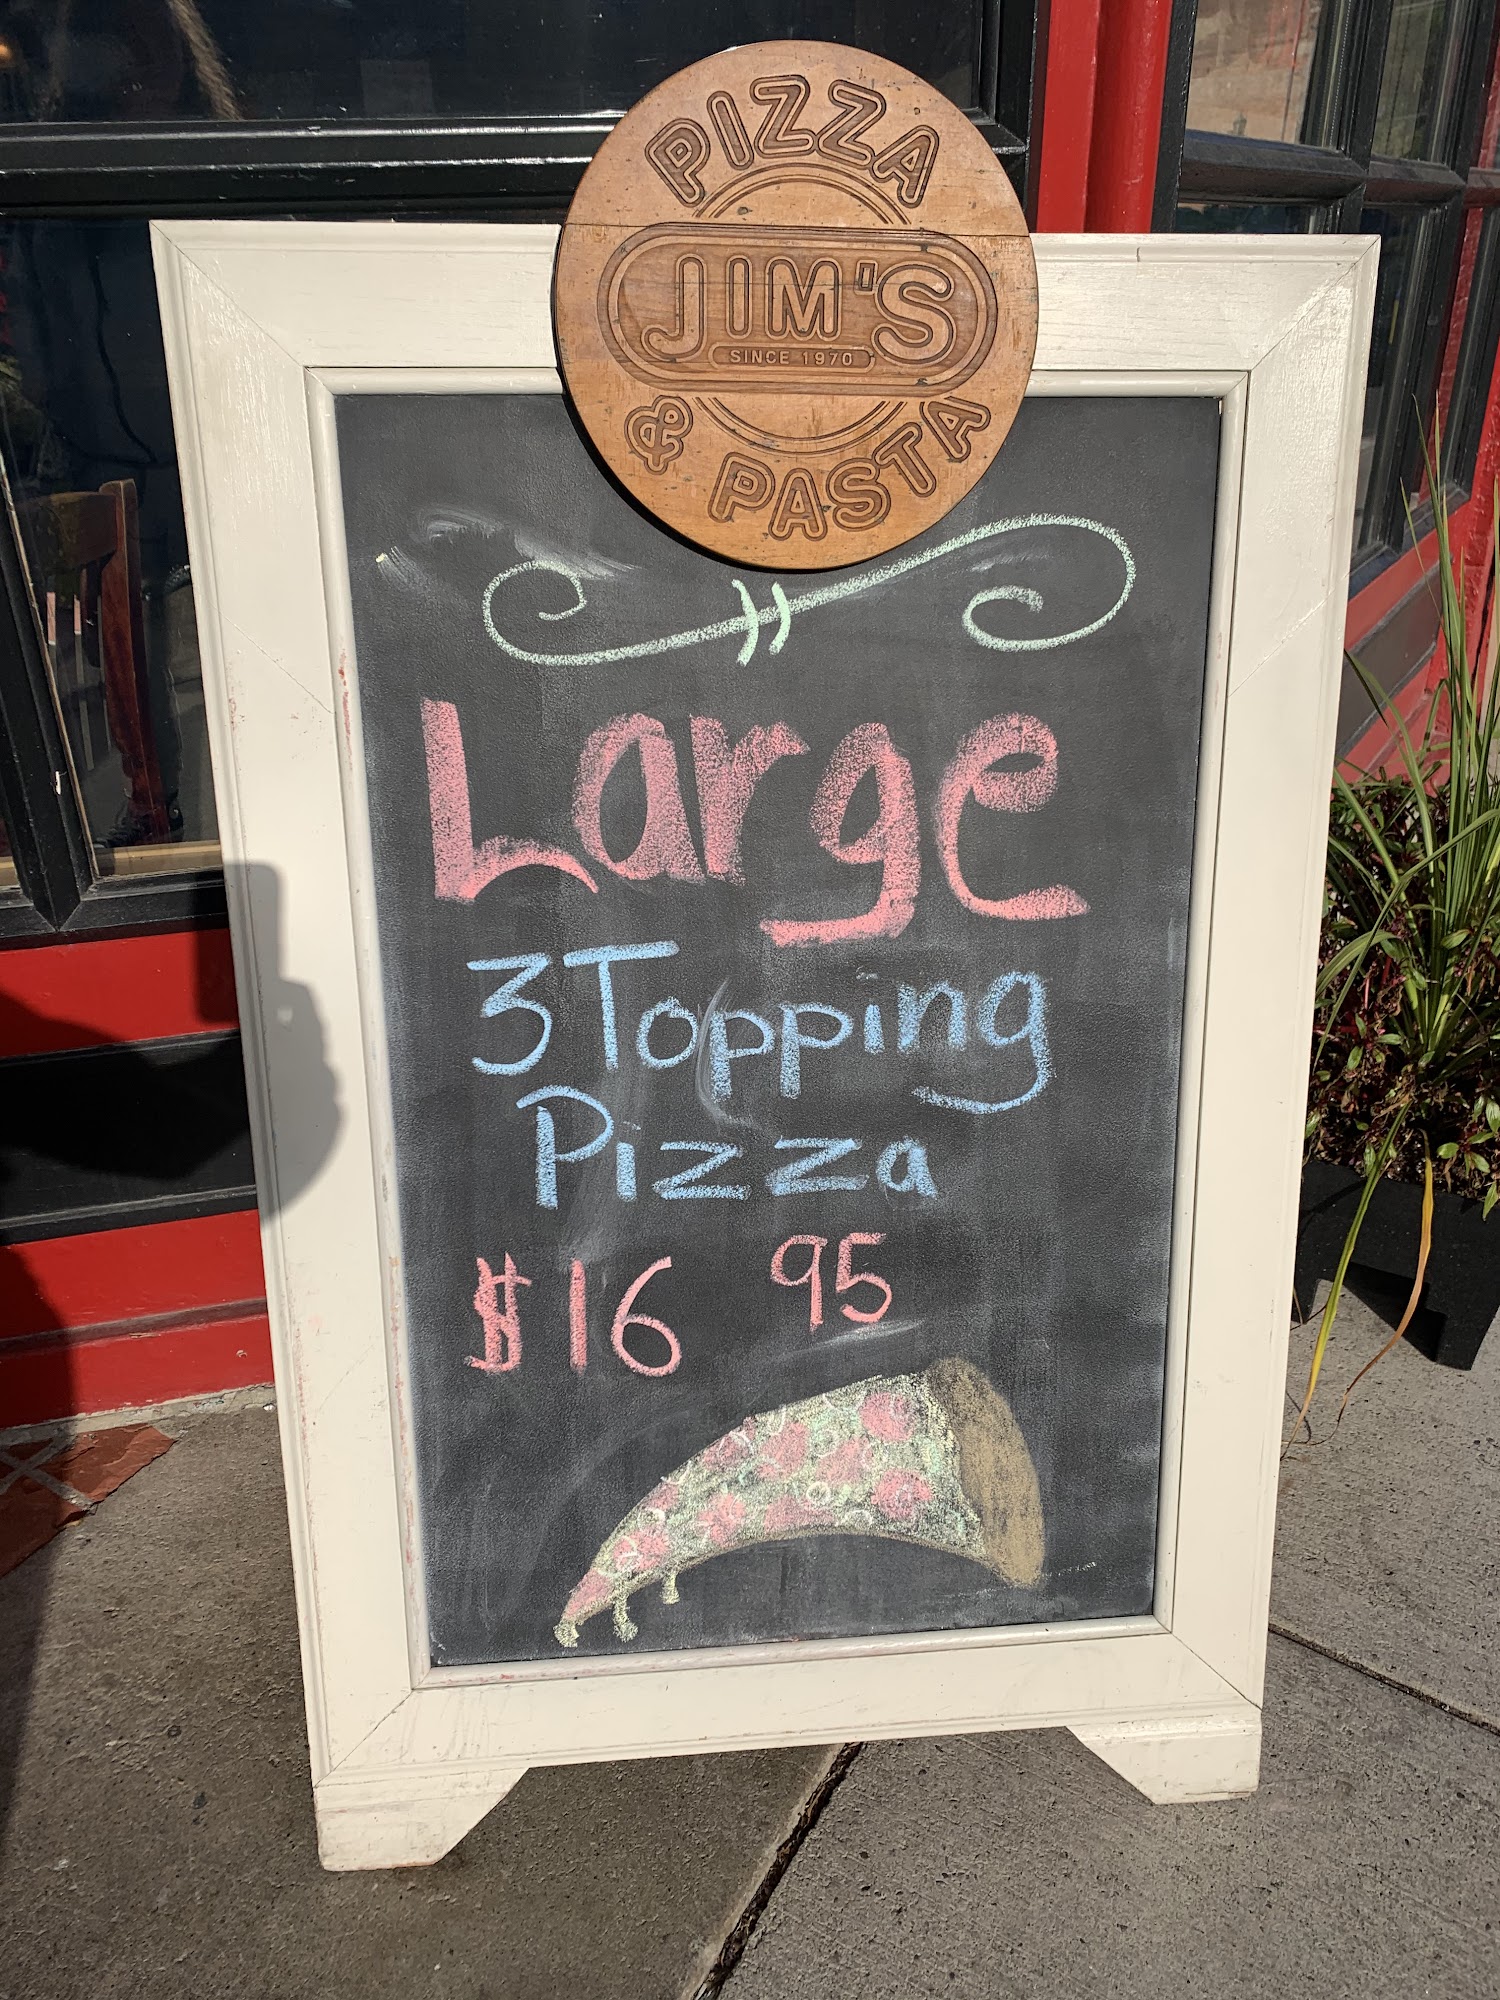 PIZZA
JIM'S
SINCE 1970
& PASTA
Large
3 Topping
Pizza
$16 95